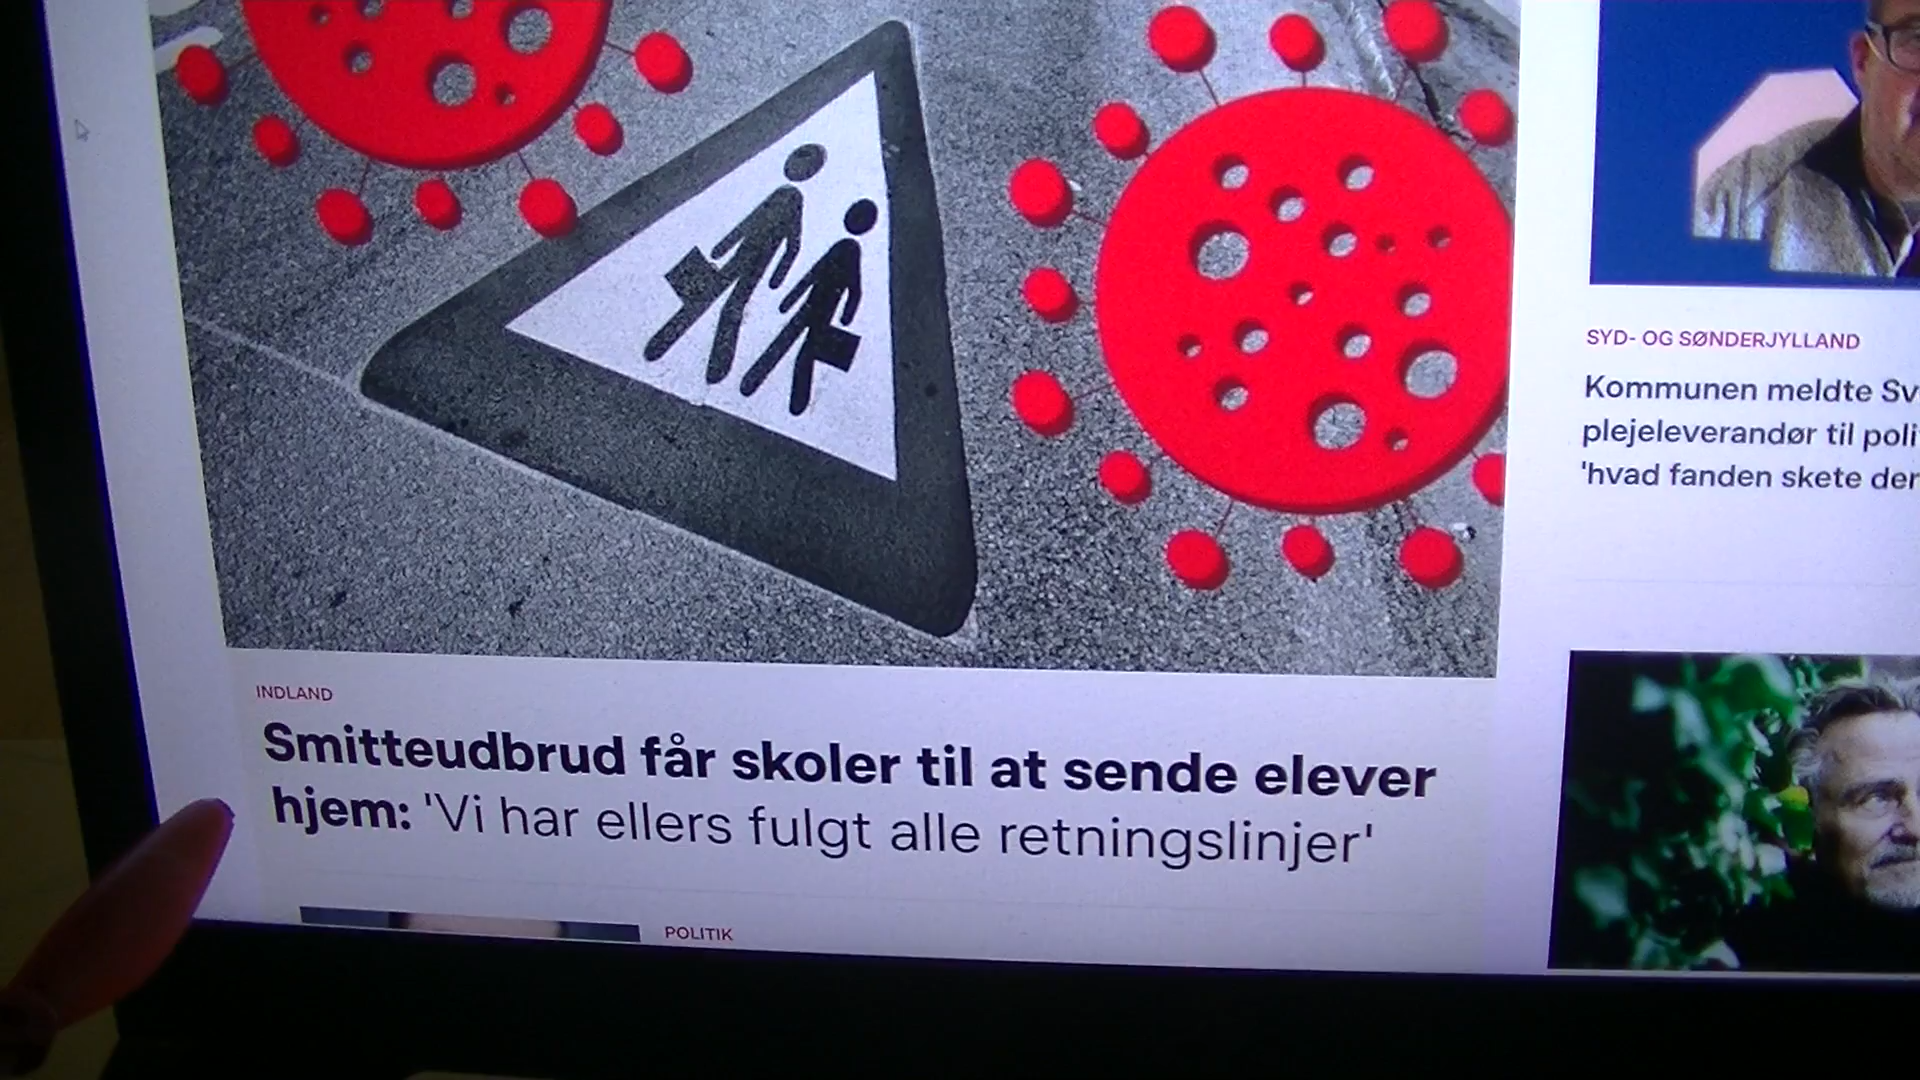 INDLAND
Smitteudbrud får skoler til at sende elever
hjem: 'Vi har ellers fulgt alle retningslinjer'
POLITIK
SYD- OG SØNDERJYLLAND
Kommunen meldte
plejeleverandør til
'hvad fanden skete